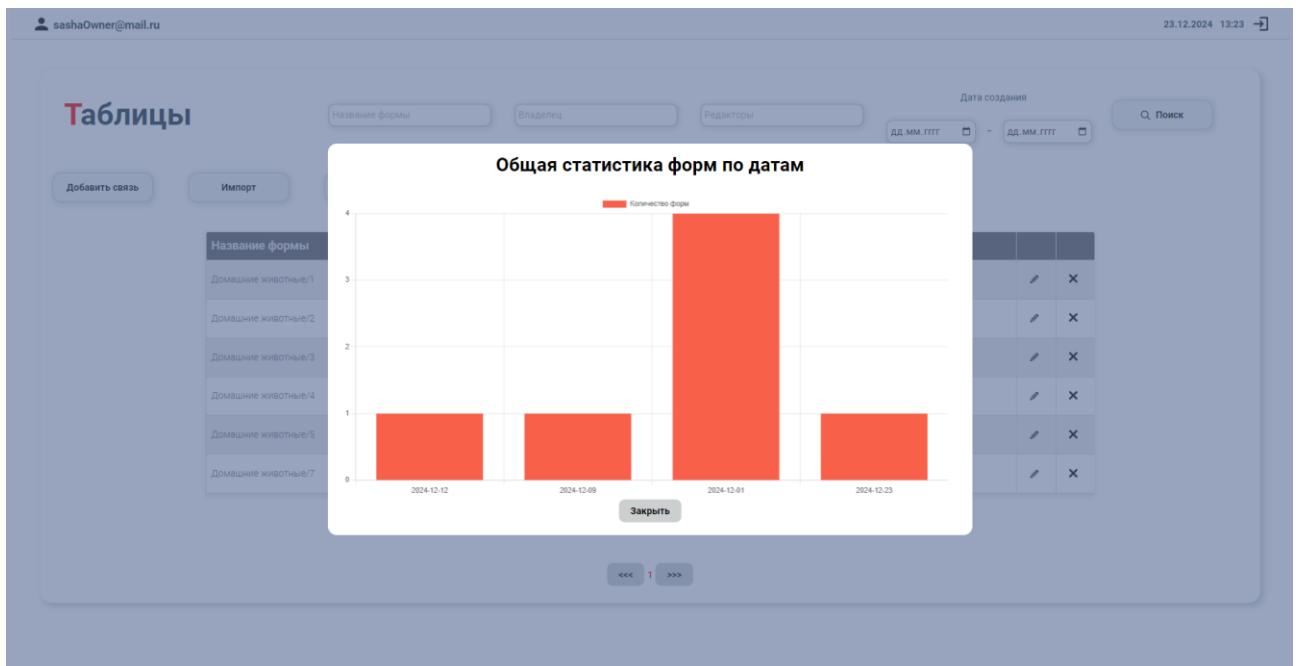 sashaOwner@mail.ru
23.12.2024 13:23
Таблицы
Название формы
Владелец
Редакторы
Дата создания
дд.мм.гггг - дд.мм.гггг
Поиск
Добавить связь
Импорт
Общая статистика форм по датам
Количество форм
4
3
2
1
0
2024-12-12
2024-12-09
2024-12-01
2024-12-23
Закрыть
Название формы
Домашние животные/1
Домашние животные/2
Домашние животные/3
Домашние животные/4
Домашние животные/5
Домашние животные/7
<<< 1 >>>